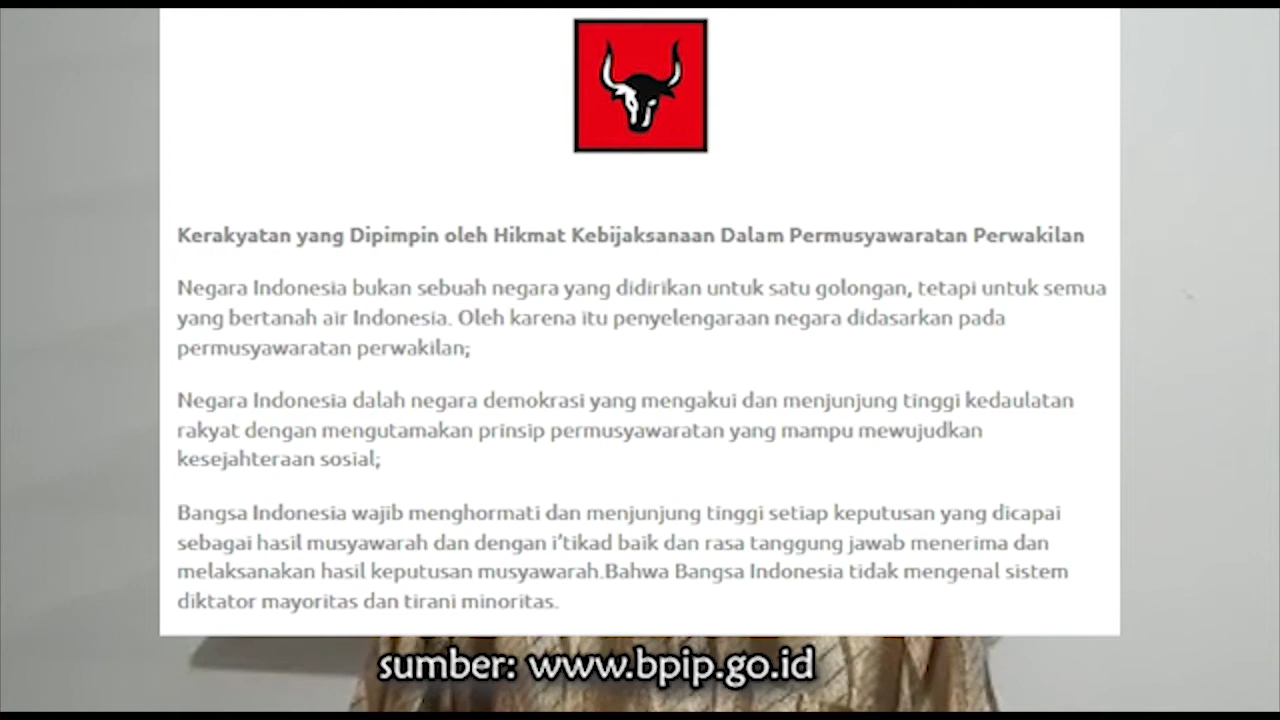 Kerakyatan yang Dipimpin oleh Hikmat Kebijaksanaan Dalam Permusyawaratan Perwakilan
Negara Indonesia bukan sebuah negara yang didirikan untuk satu golongan, tetapi untuk semua
yang bertanah air Indonesia. Oleh karena itu penyelengaraan negara didasarkan pada
permusyawaratan perwakilan;
Negara Indonesia dalah negara demokrasi yang mengakui dan menjunjung tinggi kedaulatan
rakyat dengan mengutamakan prinsip permusyawaratan yang mampu mewujudkan
kesejahteraan sosial;
Bangsa Indonesia wajib menghormati dan menjunjung tinggi setiap keputusan yang dicapai
sebagai hasil musyawarah dan dengan i'tikad baik dan rasa tanggung jawab menerima dan
melaksanakan hasil keputusan musyawarah.Bahwa Bangsa Indonesia tidak mengenal sistem
diktator mayoritas dan tirani minoritas.
sumber: www.bpip.go.id